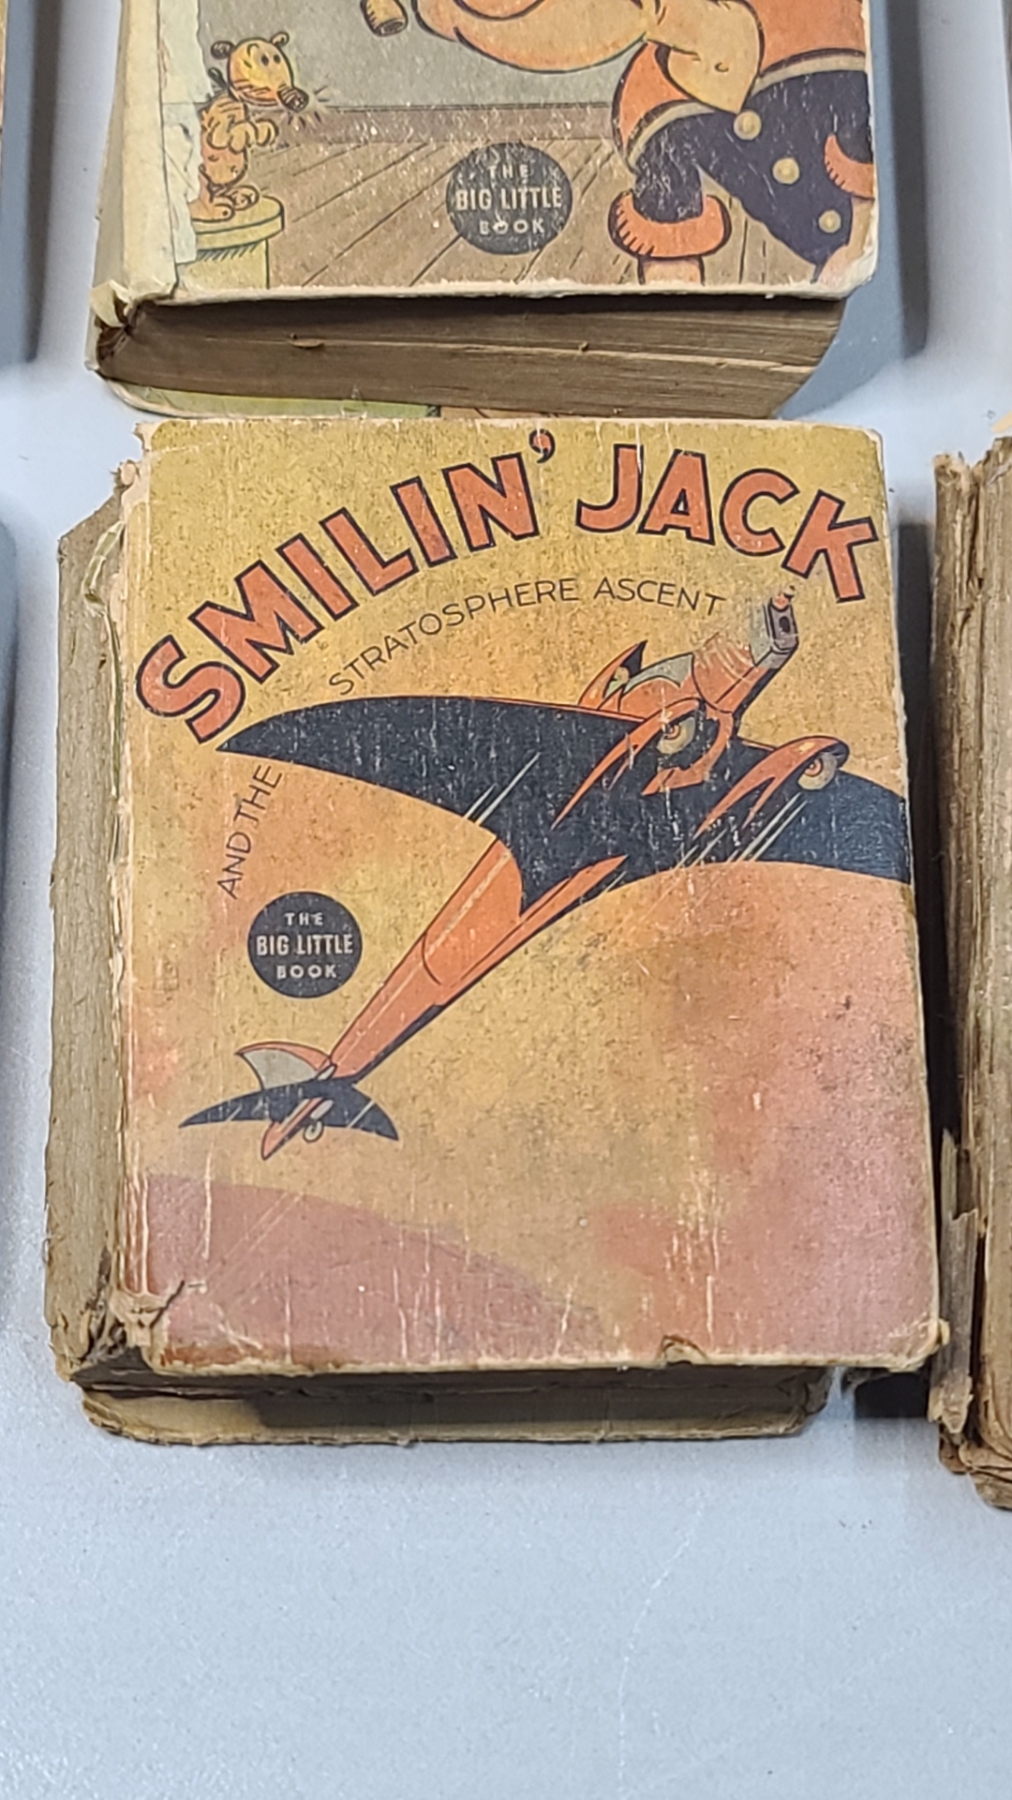 THE
BIG LITTLE
BOOK
SMILIN' JACK
AND THE STRATOSPHERE ASCENT
THE
BIG LITTLE
BOOK